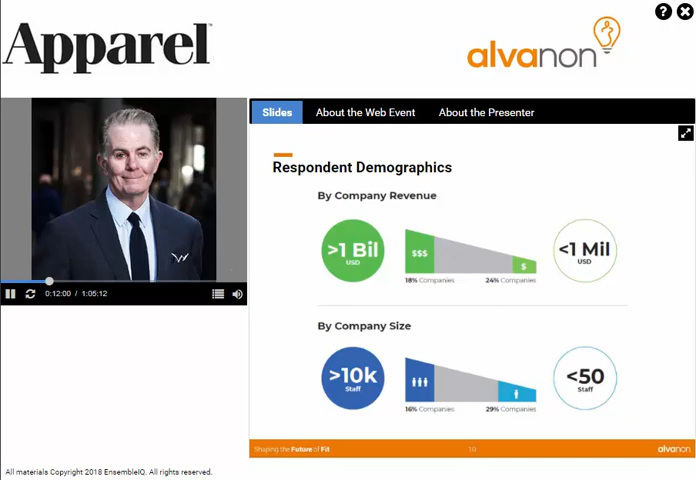 Apparel
alvanon
Slides About the Web Event About the Presenter
Respondent Demographics
By Company Revenue
>1 Bil
USD
$$$
$
<1 Mil
USD
18% Companies 24% Companies
By Company Size
>10k
Staff
<50
Staff
16% Companies 29% Companies
0:12:00 / 1:05:12
Shaping the Future of Fit 10 alvanon
All materials Copyright 2018 EnsembleIQ. All rights reserved.